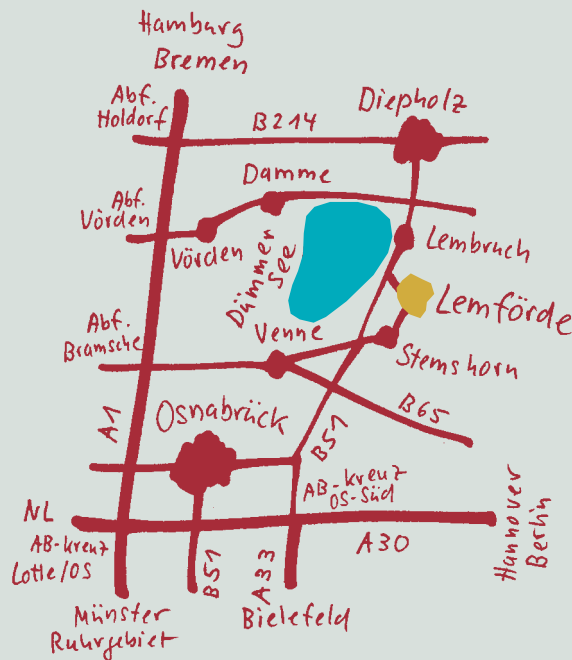 Hamburg
Bremen
Abf.
Holdorf
B214
Diepholz
Damme
Abf.
Vörden
Vörden
Dümmer
See
Lembruch
Lemförde
Abf.
Bramsche
Venne
Stemshorn
A1
Osnabrück
B51
B65
AB-kreuz
OS-Süd
NL
AB-kreuz
Lotte/OS
B51
A33
A30
Hannover
Berlin
Münster
Ruhrgebiet
Bielefeld